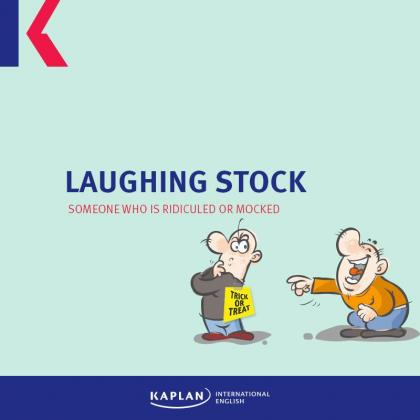 LAUGHING STOCK
SOMEONE WHO IS RIDICULED OR MOCKED
TRICK
OR
TREAT
KAPLAN
INTERNATIONAL
ENGLISH